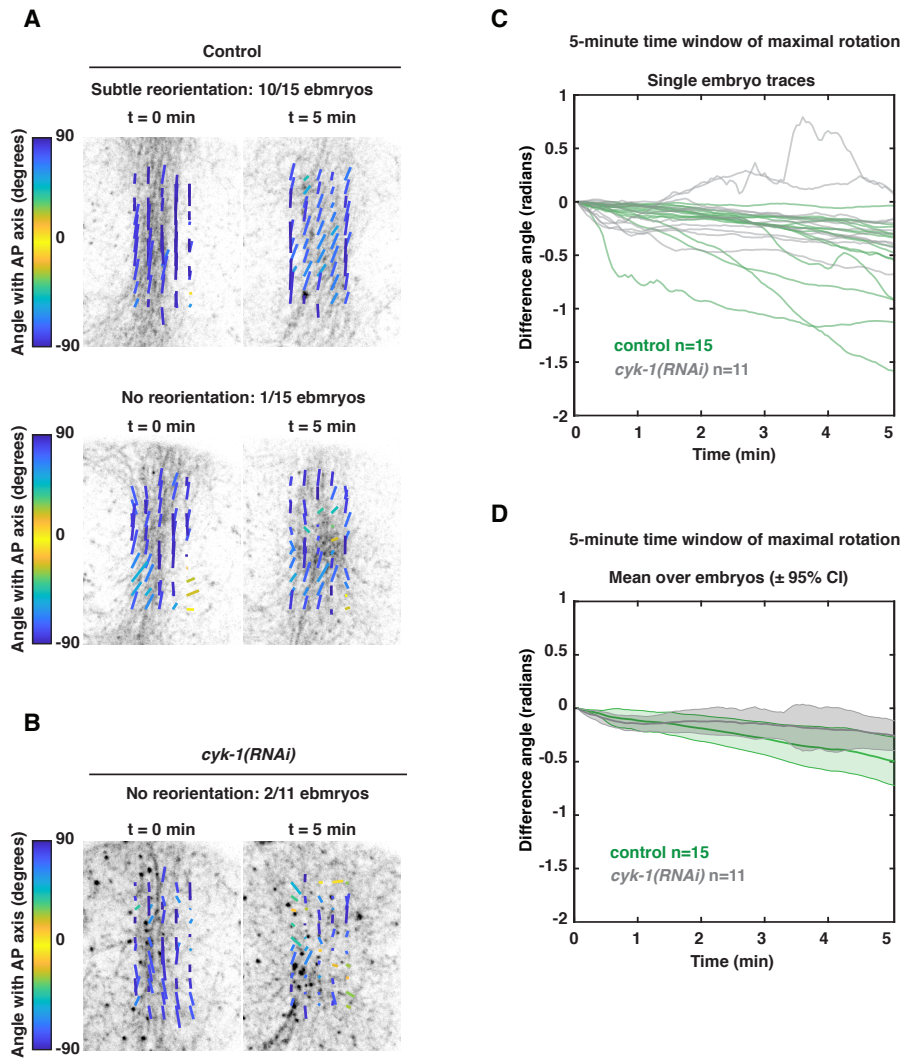 A
Control
Subtle reorientation: 10/15 ebmryos
t = 0 min
t = 5 min
Angle with AP axis (degrees)
90
0
-90
No reorientation: 1/15 ebmryos
t = 0 min
t = 5 min
Angle with AP axis (degrees)
90
0
-90
B
cyk-1(RNAi)
No reorientation: 2/11 ebmryos
t = 0 min
t = 5 min
Angle with AP axis (degrees)
90
0
-90
C
5-minute time window of maximal rotation
Single embryo traces
Difference angle (radians)
1
0.5
0
-0.5
-1
-1.5
-2
control n=15
cyk-1(RNAi) n=11
0
1
2
3
4
5
Time (min)
D
5-minute time window of maximal rotation
Mean over embryos (± 95% CI)
Difference angle (radians)
1
0.5
0
-0.5
-1
-1.5
-2
control n=15
cyk-1(RNAi) n=11
0
1
2
3
4
5
Time (min)